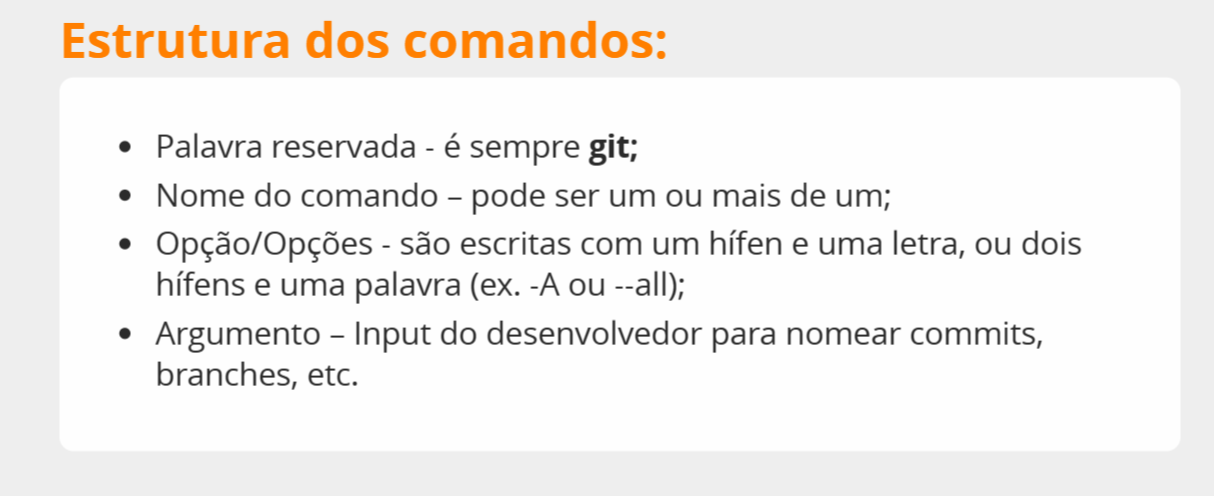 Estrutura dos comandos:
• Palavra reservada - é sempre git;
• Nome do comando – pode ser um ou mais de um;
• Opção/Opções - são escritas com um hífen e uma letra, ou dois
hífens e uma palavra (ex. -A ou --all);
• Argumento – Input do desenvolvedor para nomear commits,
branches, etc.